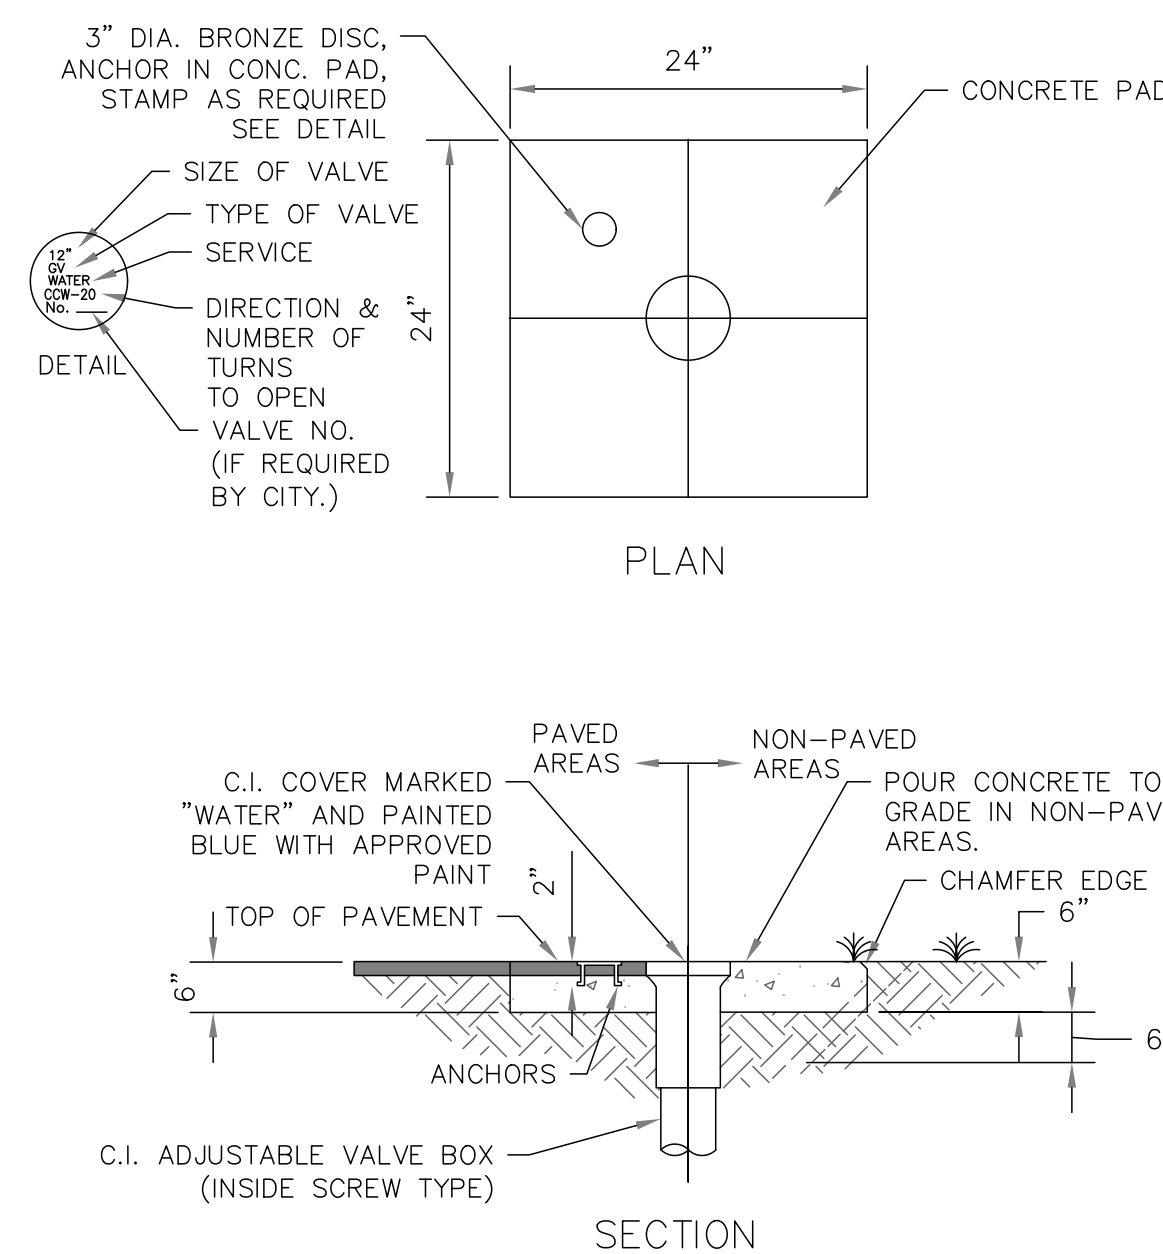 3" DIA. BRONZE DISC,
ANCHOR IN CONC. PAD,
STAMP AS REQUIRED
SEE DETAIL
24"
CONCRETE PAD
SIZE OF VALVE
TYPE OF VALVE
SERVICE
DIRECTION &
NUMBER OF
TURNS
TO OPEN
VALVE NO.
(IF REQUIRED
BY CITY.)
12"
GV
WATER
CCW-20
No. ___
DETAIL
24"
PLAN
PAVED
AREAS
NON-PAVED
AREAS
C.I. COVER MARKED
"WATER" AND PAINTED
BLUE WITH APPROVED
PAINT
POUR CONCRETE TO
GRADE IN NON-PAV
AREAS.
2"
CHAMFER EDGE
TOP OF PAVEMENT
6"
6"
6
ANCHORS
C.I. ADJUSTABLE VALVE BOX
(INSIDE SCREW TYPE)
SECTION